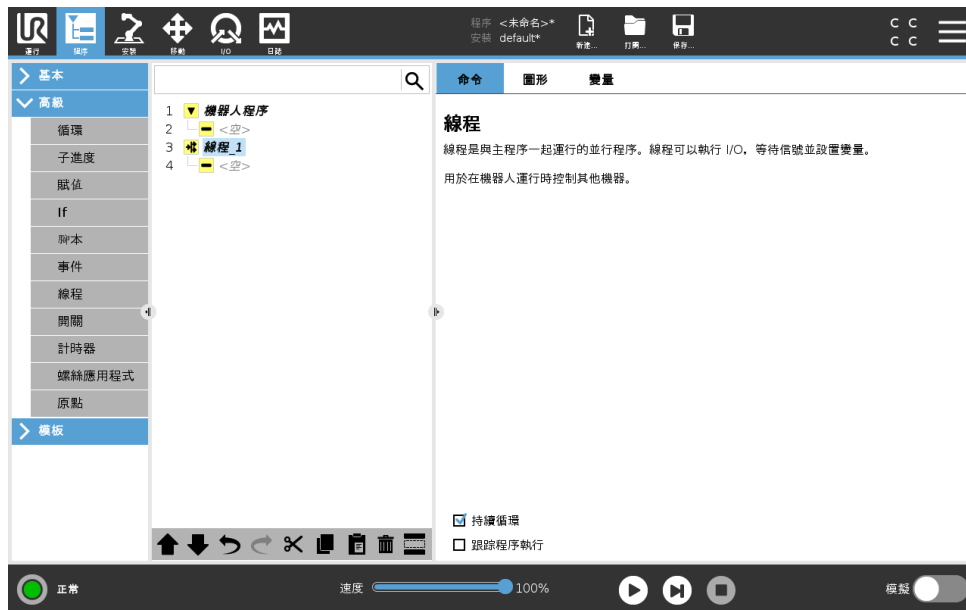 UR
運行
程序
安裝
移動
I/O
日誌
程序 <未命名>*
安裝 default*
新建...
打開...
保存...
C C
C C
基本
高級
循環
子進度
賦值
If
腳本
事件
線程
開關
計時器
螺絲應用程式
原點
模板
1 機器人程序
2 <空>
3 線程_1
4 <空>
命令 圖形 變量
線程
線程是與主程序一起運行的並行程序。線程可以執行 I/O，等待信號並設置變量。
用於在機器人運行時控制其他機器。
持續循環
跟踪程序執行
正常
速度 100%
模擬